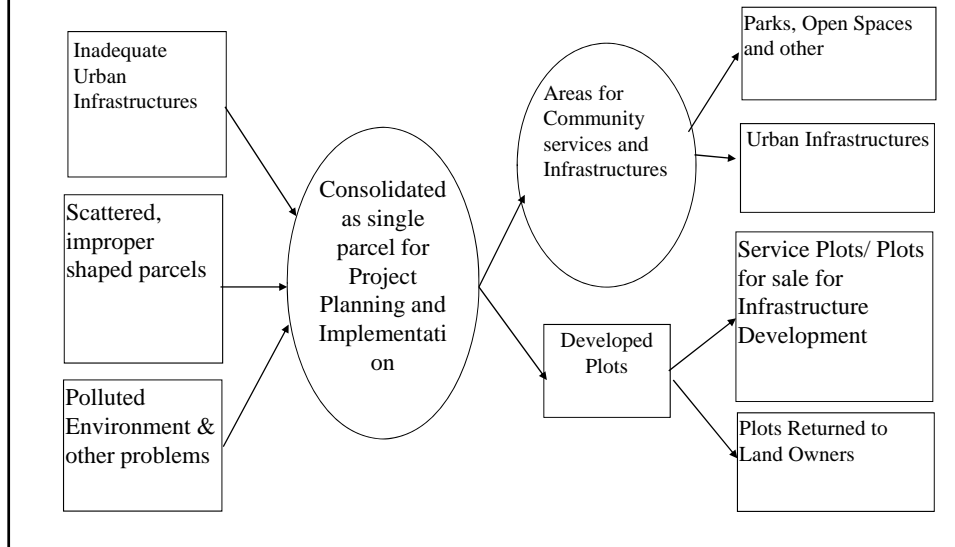 Inadequate
Urban
Infrastructures
Scattered,
improper
shaped parcels
Polluted
Environment &
other problems
Consolidated
as single
parcel for
Project
Planning and
Implementati
on
Areas for
Community
services and
Infrastructures
Developed
Plots
Parks, Open Spaces
and other
Urban Infrastructures
Service Plots/ Plots
for sale for
Infrastructure
Development
Plots Returned to
Land Owners